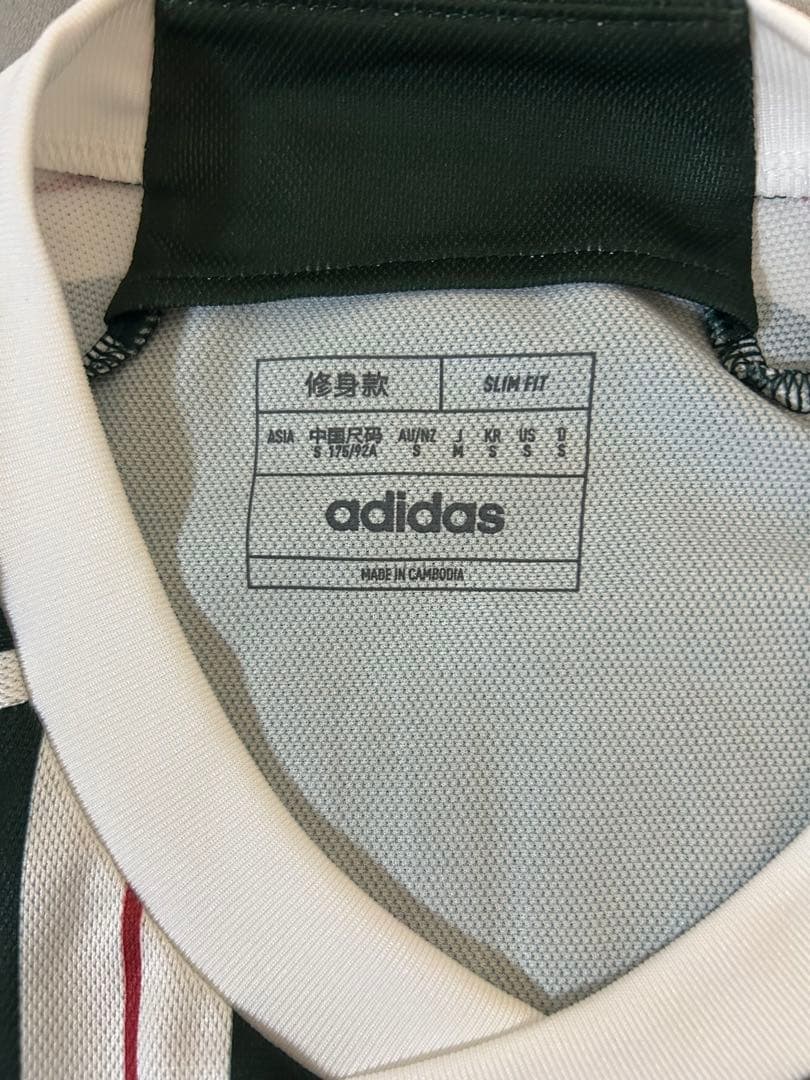 修身款 SLIM FIT
ASIA 中国尺码 AU/NZ J KR US D
S 175/92A S M S S S
adidas
MADE IN CAMBODIA